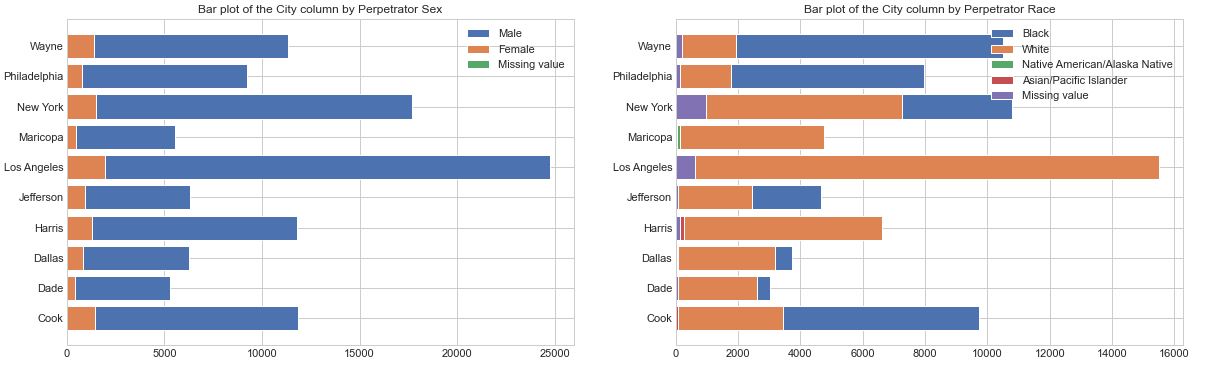 Bar plot of the City column by Perpetrator Sex
Male
Female
Missing value
Wayne
Philadelphia
New York
Maricopa
Los Angeles
Jefferson
Harris
Dallas
Dade
Cook
0 5000 10000 15000 20000 25000
Bar plot of the City column by Perpetrator Race
Black
White
Native American/Alaska Native
Asian/Pacific Islander
Missing value
Wayne
Philadelphia
New York
Maricopa
Los Angeles
Jefferson
Harris
Dallas
Dade
Cook
0 2000 4000 6000 8000 10000 12000 14000 16000